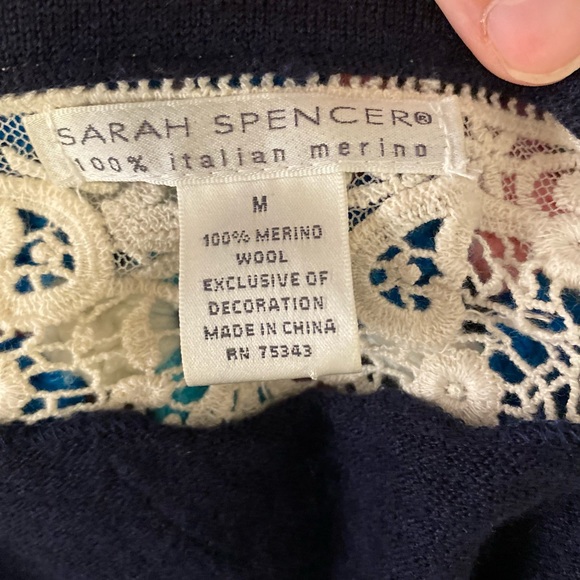 SARAH SPENCER®
100% italian merino
M
100% MERINO
WOOL
EXCLUSIVE OF
DECORATION
MADE IN CHINA
RN 75343